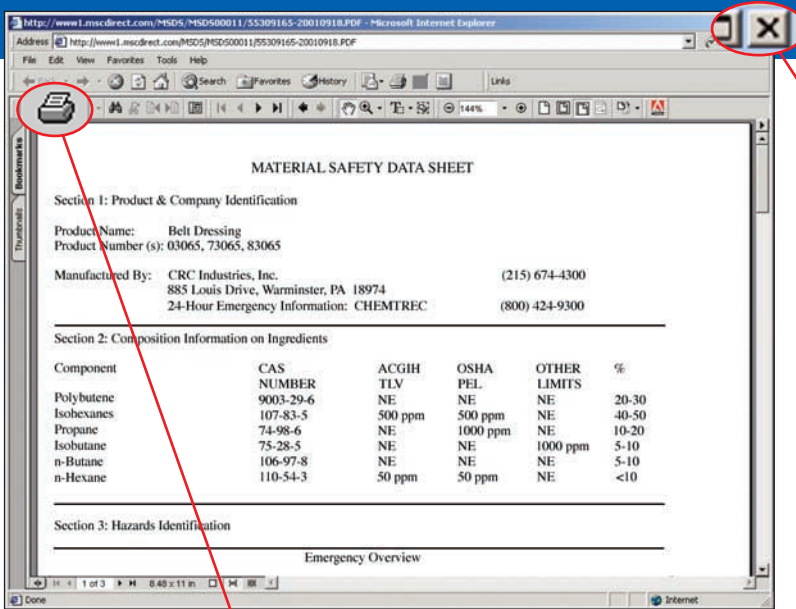 http://www1.mscdirect.com/MSDS/MSDS00011/55309165-20010918.PDF - Microsoft Internet Explorer
Address http://www1.mscdirect.com/MSDS/MSDS00011/55309165-20010918.PDF
File Edit View Favorites Tools Help
Search Favorites History Links
144%
Bookmarks
Thumbnails
MATERIAL SAFETY DATA SHEET
Section 1: Product & Company Identification
Product Name: Belt Dressing
Product Number (s): 03065, 73065, 83065
Manufactured By: CRC Industries, Inc. (215) 674-4300
885 Louis Drive, Warminster, PA 18974
24-Hour Emergency Information: CHEMTREC (800) 424-9300
Section 2: Composition Information on Ingredients
Component CAS ACGIH OSHA OTHER %
NUMBER TLV PEL LIMITS
Polybutene 9003-29-6 NE NE NE 20-30
Isohexanes 107-83-5 500 ppm 500 ppm NE 40-50
Propane 74-98-6 NE 1000 ppm NE 10-20
Isobutane 75-28-5 NE NE 1000 ppm 5-10
n-Butane 106-97-8 NE NE NE 5-10
n-Hexane 110-54-3 50 ppm 50 ppm NE <10
Section 3: Hazards Identification
Emergency Overview
1 of 3 8.48 x 11 in
Done Internet